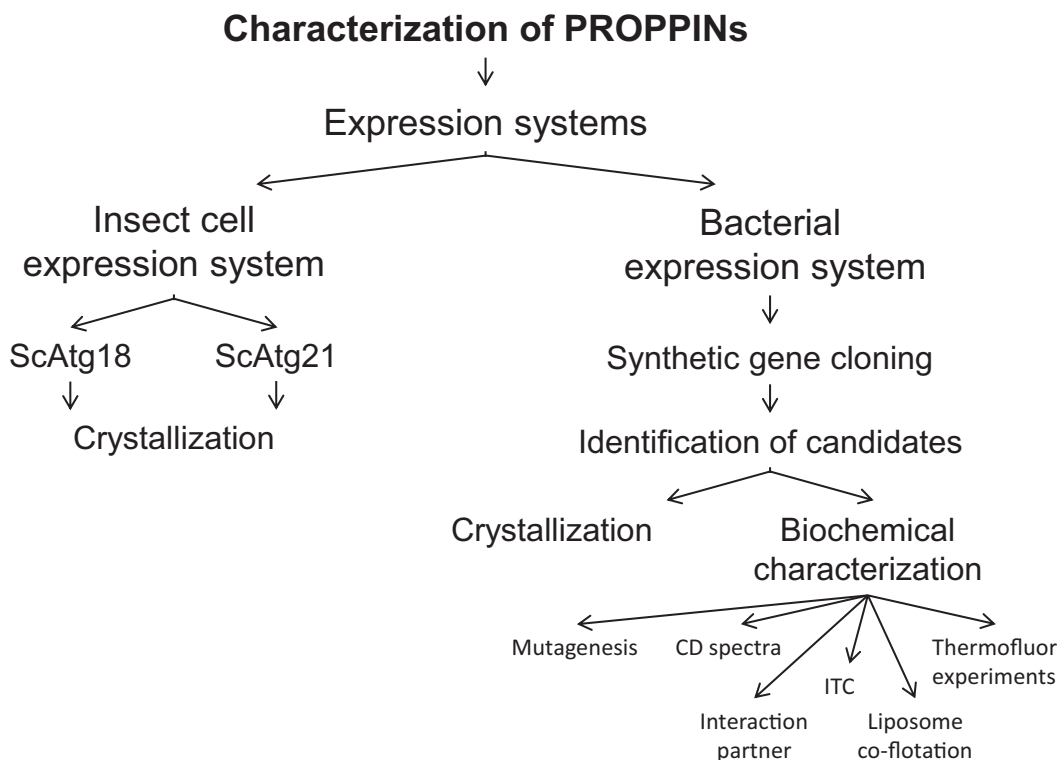 Characterization of PROPPINs
Expression systems
Insect cell
expression system
Bacterial
expression system
ScAtg18
ScAtg21
Synthetic gene cloning
Crystallization
Identification of candidates
Crystallization
Biochemical
characterization
Mutagenesis
CD spectra
ITC
Thermofluor
experiments
Interaction
partner
Liposome
co-flotation